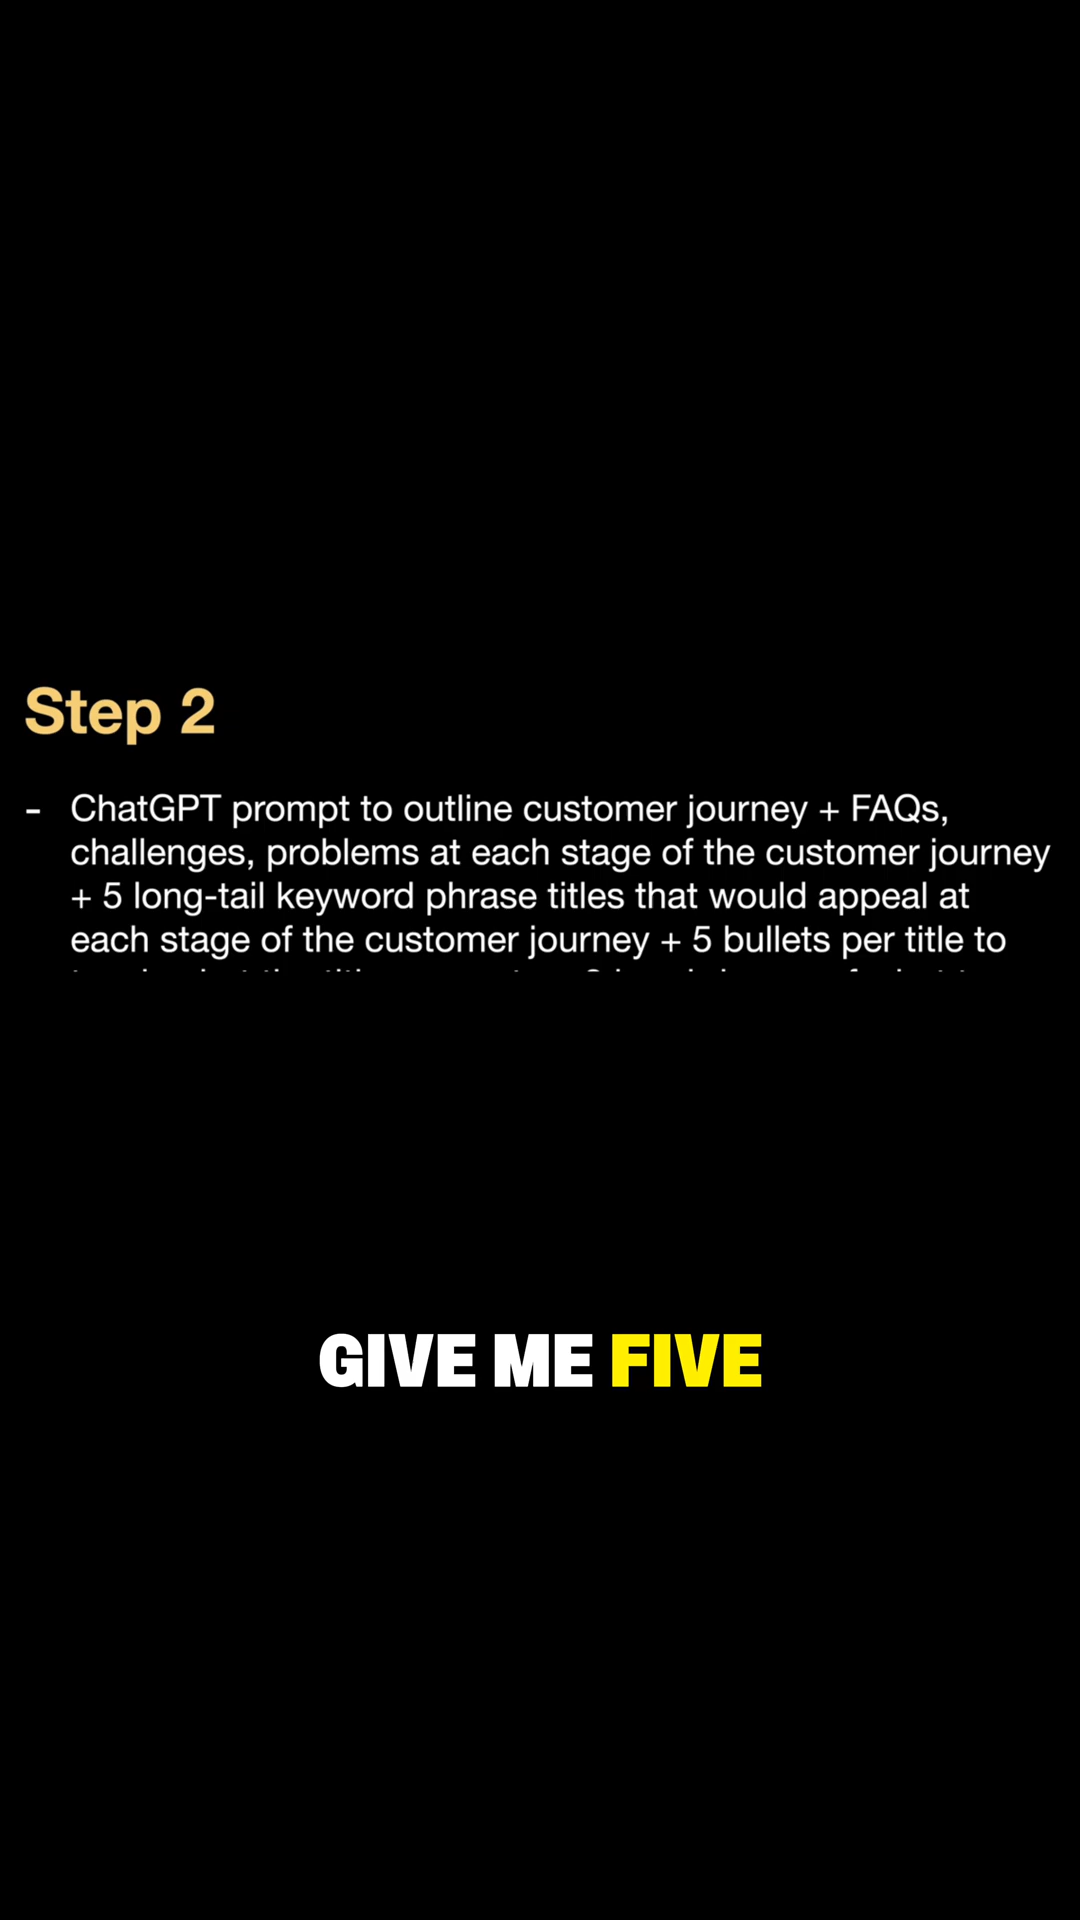 Step 2
- ChatGPT prompt to outline customer journey + FAQs,
challenges, problems at each stage of the customer journey
+ 5 long-tail keyword phrase titles that would appeal at
each stage of the customer journey + 5 bullets per title to
GIVE ME FIVE